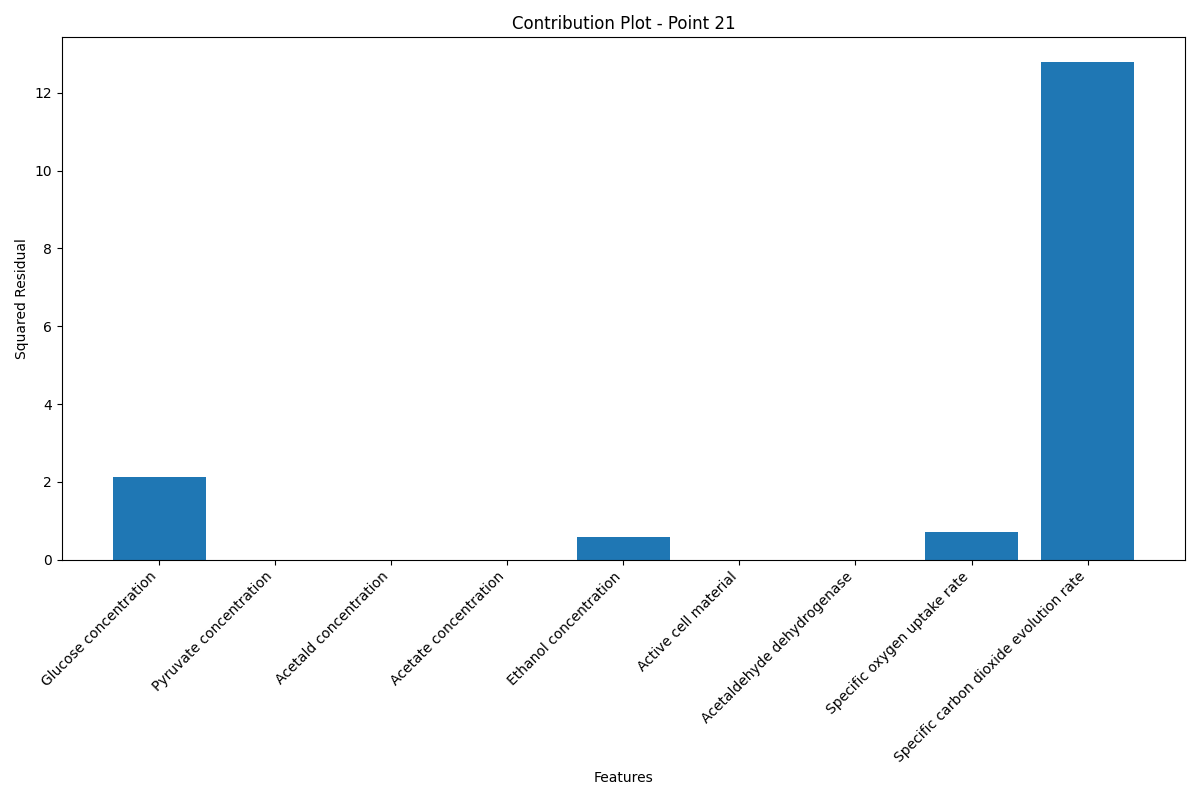 Contribution Plot - Point 21
Squared Residual
12
10
8
6
4
2
0
Glucose concentration
Pyruvate concentration
Acetald concentration
Acetate concentration
Ethanol concentration
Active cell material
Acetaldehyde dehydrogenase
Specific oxygen uptake rate
Specific carbon dioxide evolution rate
Features